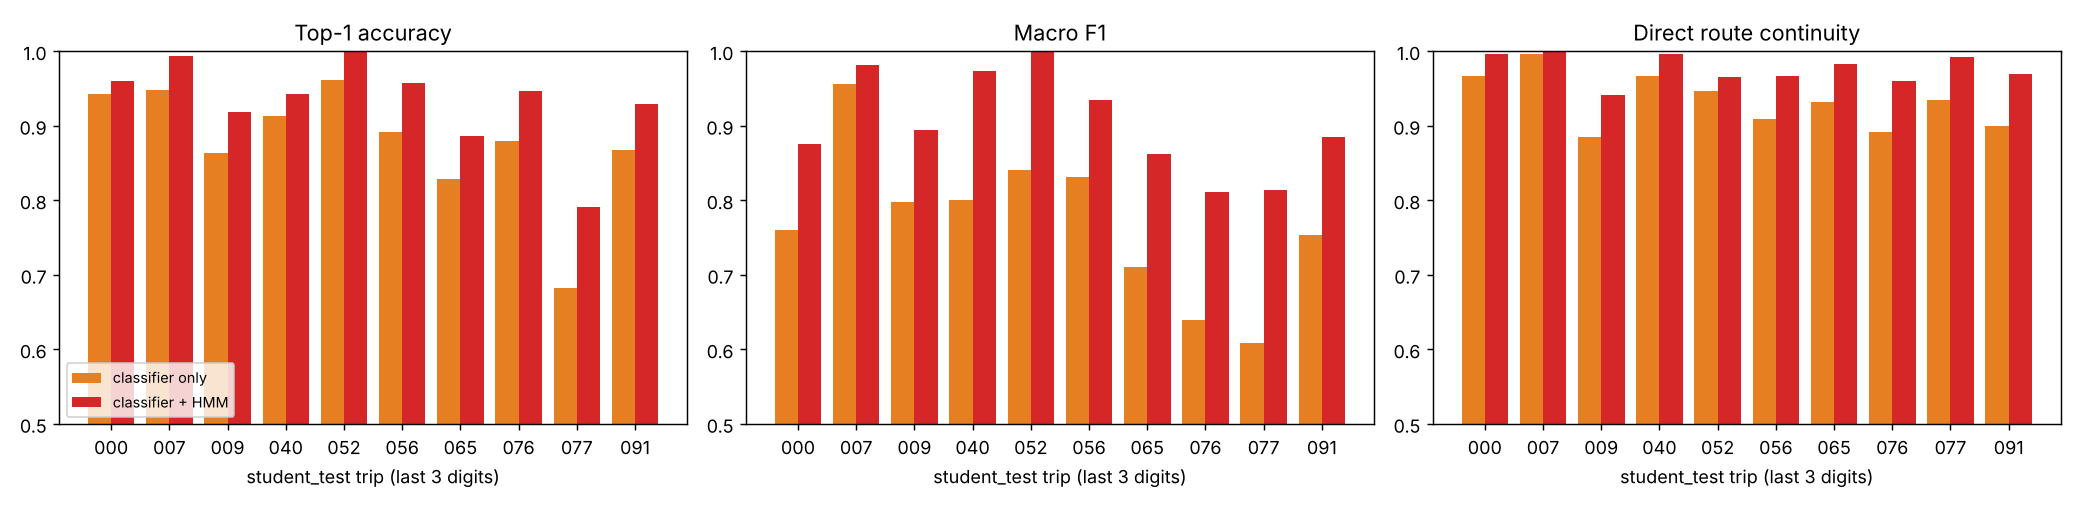 Top-1 accuracy
1.0
0.9
0.8
0.7
0.6
0.5
classifier only
classifier + HMM
000 007 009 040 052 056 065 076 077 091
student_test trip (last 3 digits)
Macro F1
1.0
0.9
0.8
0.7
0.6
0.5
000 007 009 040 052 056 065 076 077 091
student_test trip (last 3 digits)
Direct route continuity
1.0
0.9
0.8
0.7
0.6
0.5
000 007 009 040 052 056 065 076 077 091
student_test trip (last 3 digits)